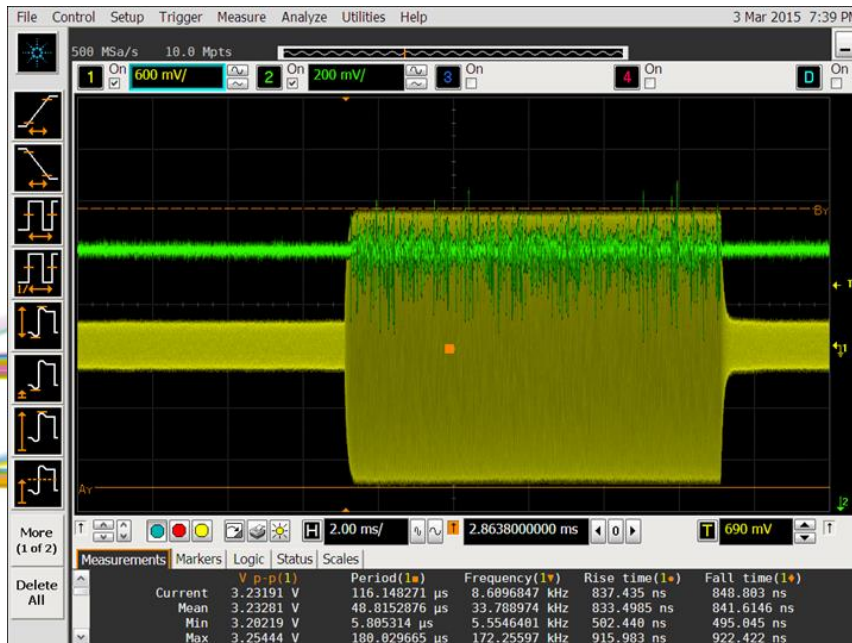 File Control Setup Trigger Measure Analyze Utilities Help 3 Mar 2015 7:39 PM
500 MSa/s 10.0 Mpts
1 On 600 mV/ 2 On 200 mV/ 3 On 4 On D On
By
T
1
Ay
2
More
(1 of 2)
Delete
All
H 2.00 ms/ 2.8638000000 ms 0 T 690 mV
Measurements Markers Logic Status Scales
V p-p(1) Period(1) Frequency(1) Rise time(1) Fall time(1)
Current 3.23191 V 116.148271 µs 8.6096847 kHz 837.435 ns 848.803 ns
Mean 3.23281 V 48.8152876 µs 33.788974 kHz 833.4985 ns 841.6146 ns
Min 3.20219 V 5.805314 µs 5.5546401 kHz 502.440 ns 495.045 ns
Max 3.25444 V 180.029665 µs 172.25597 kHz 915.983 ns 922.422 ns